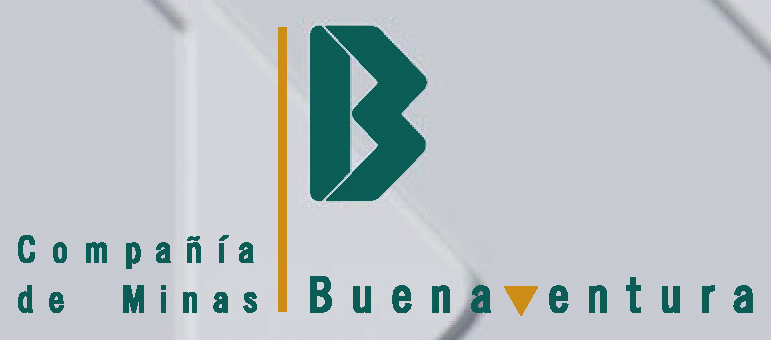 B
Compañía
de Minas
Buenaventura